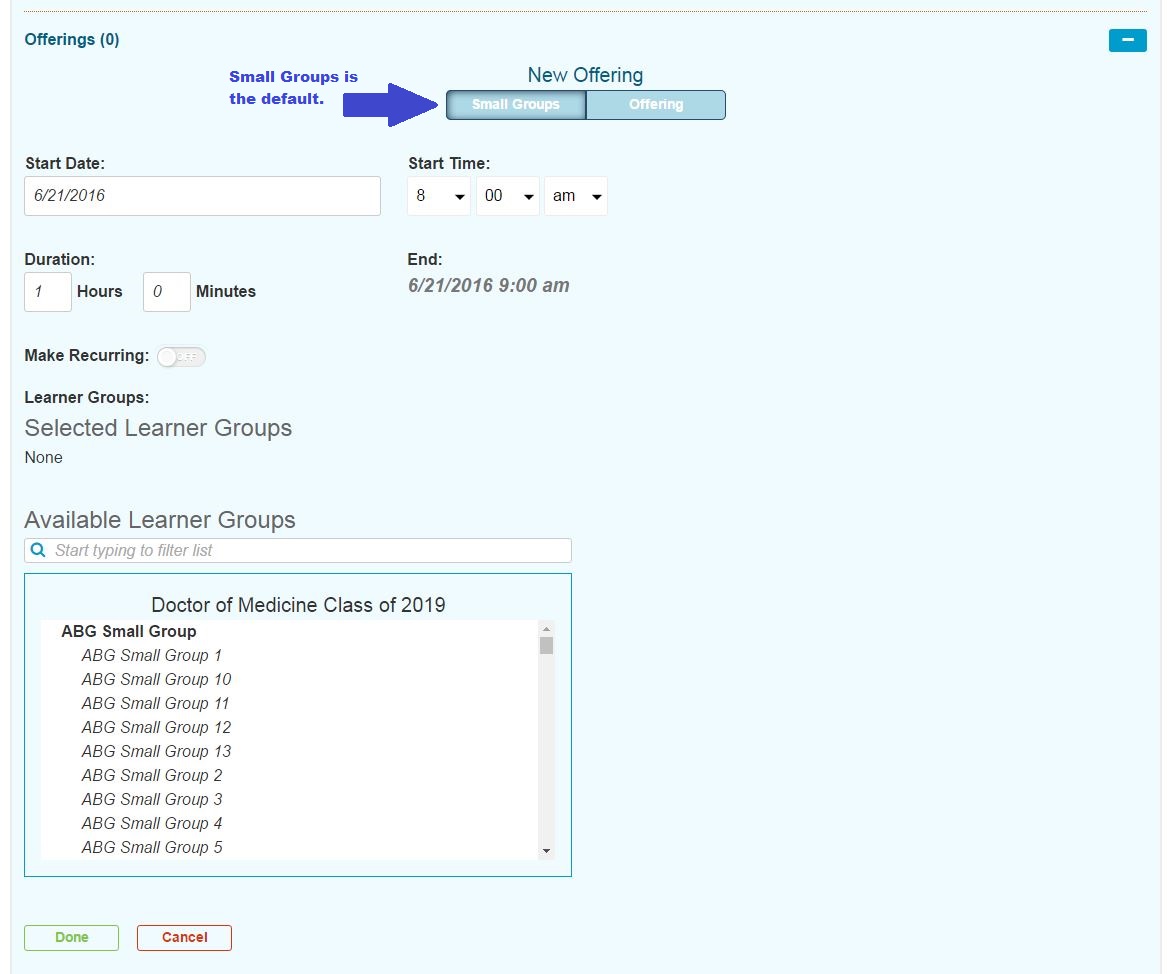 Offerings (0)
Small Groups is
the default.
New Offering
Small Groups Offering
Start Date: Start Time:
6/21/2016 8 00 am
Duration: End:
1 Hours 0 Minutes 6/21/2016 9:00 am
Make Recurring: OFF
Learner Groups:
Selected Learner Groups
None
Available Learner Groups
Start typing to filter list
Doctor of Medicine Class of 2019
ABG Small Group
ABG Small Group 1
ABG Small Group 10
ABG Small Group 11
ABG Small Group 12
ABG Small Group 13
ABG Small Group 2
ABG Small Group 3
ABG Small Group 4
ABG Small Group 5
Done Cancel